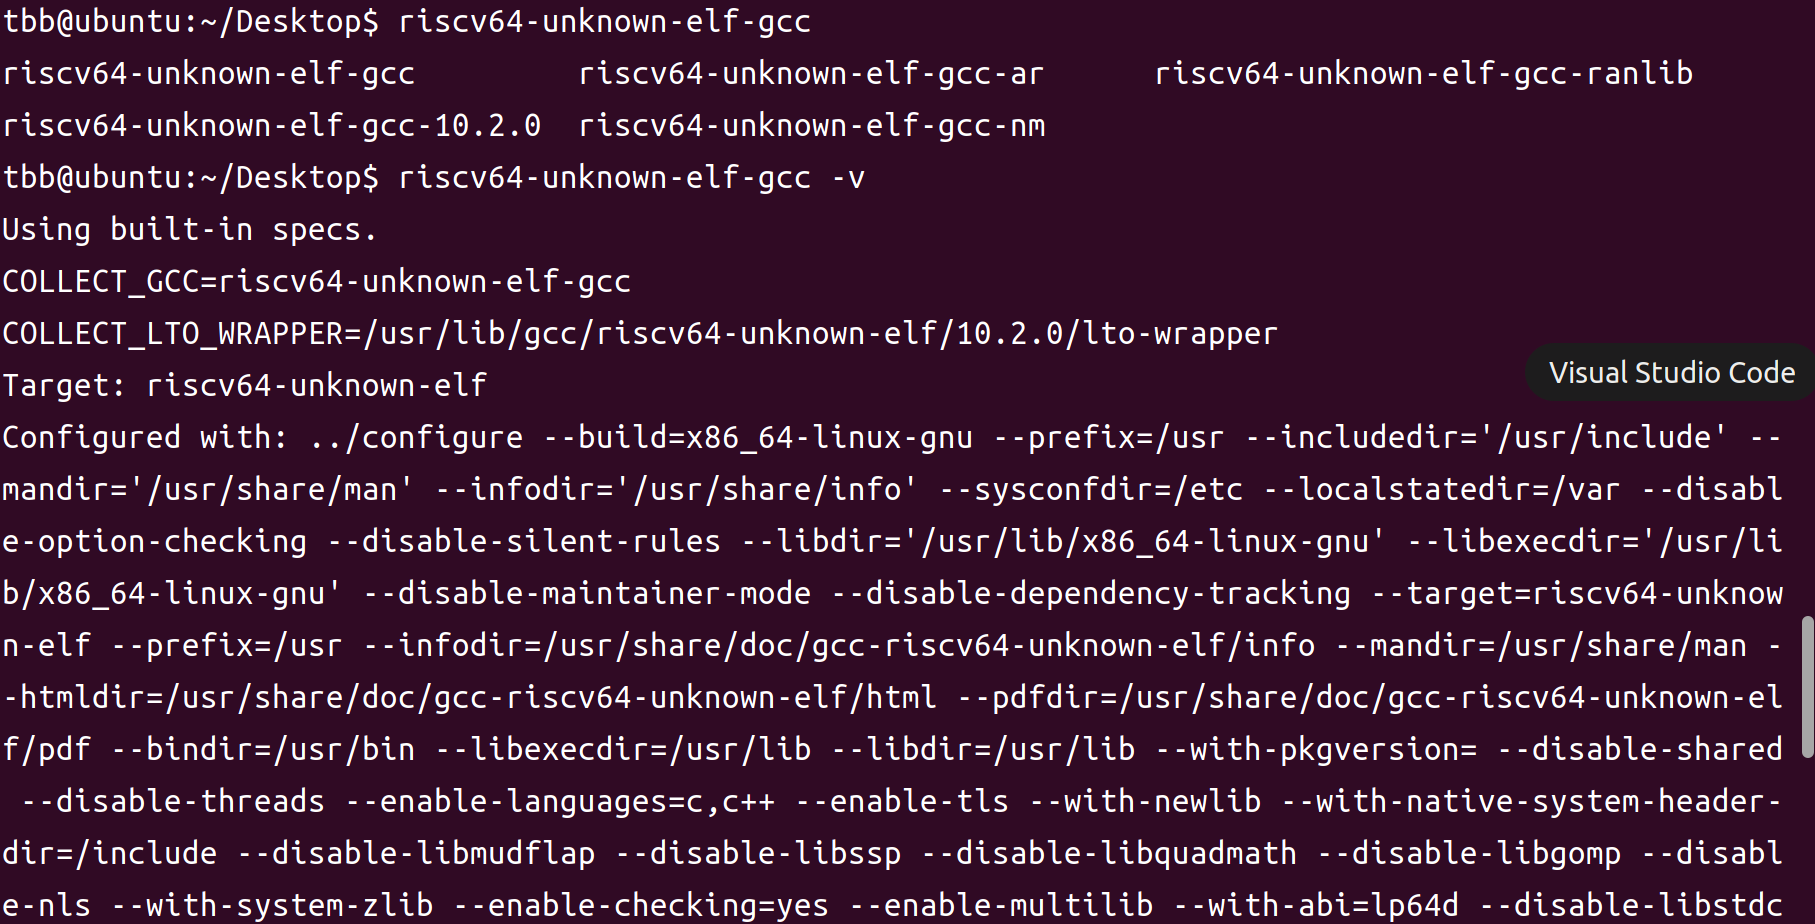 tbb@ubuntu:~/Desktop$ riscv64-unknown-elf-gcc
riscv64-unknown-elf-gcc         riscv64-unknown-elf-gcc-ar      riscv64-unknown-elf-gcc-ranlib
riscv64-unknown-elf-gcc-10.2.0  riscv64-unknown-elf-gcc-nm
tbb@ubuntu:~/Desktop$ riscv64-unknown-elf-gcc -v
Using built-in specs.
COLLECT_GCC=riscv64-unknown-elf-gcc
COLLECT_LTO_WRAPPER=/usr/lib/gcc/riscv64-unknown-elf/10.2.0/lto-wrapper
Visual Studio Code
Target: riscv64-unknown-elf
Configured with: ../configure --build=x86_64-linux-gnu --prefix=/usr --includedir='/usr/include' --
mandir='/usr/share/man' --infodir='/usr/share/info' --sysconfdir=/etc --localstatedir=/var --disabl
e-option-checking --disable-silent-rules --libdir='/usr/lib/x86_64-linux-gnu' --libexecdir='/usr/li
b/x86_64-linux-gnu' --disable-maintainer-mode --disable-dependency-tracking --target=riscv64-unknow
n-elf --prefix=/usr --infodir=/usr/share/doc/gcc-riscv64-unknown-elf/info --mandir=/usr/share/man -
-htmldir=/usr/share/doc/gcc-riscv64-unknown-elf/html --pdfdir=/usr/share/doc/gcc-riscv64-unknown-el
f/pdf --bindir=/usr/bin --libexecdir=/usr/lib --libdir=/usr/lib --with-pkgversion= --disable-shared
 --disable-threads --enable-languages=c,c++ --enable-tls --with-newlib --with-native-system-header-
dir=/include --disable-libmudflap --disable-libssp --disable-libquadmath --disable-libgomp --disabl
e-nls --with-system-zlib --enable-checking=yes --enable-multilib --with-abi=lp64d --disable-libstdc